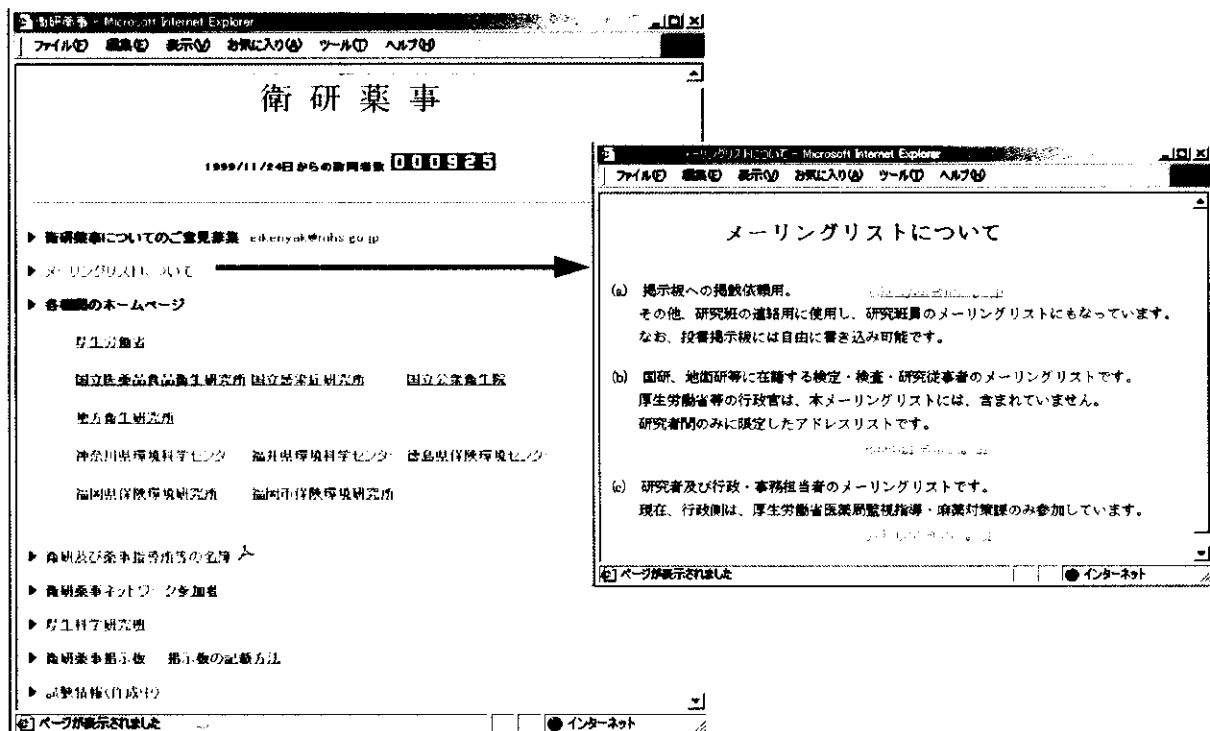 衛研薬事 - Microsoft Internet Explorer
ファイル(F) 編集(E) 表示(V) お気に入り(A) ツール(T) ヘルプ(H)
衛研薬事
1999/11/24日からの訪問者数 000925
▶ 衛研薬事についてのご意見募集
▶ メーリングリストについて
▶ 各機関のホームページ
厚生労働省
国立医薬品食品衛生研究所 国立感染症研究所 国立公衆衛生院
地方衛生研究所
神奈川県環境科学センター 福井県環境科学センター 徳島県保険環境センター
福岡県保険環境研究所 福岡市保険環境研究所
▶ 衛研及び薬事指導所等の名簿
▶ 衛研薬事ネットワーク参加者
▶ 厚生科学研究班
▶ 衛研薬事掲示板 掲示板の記載方法
▶ 試験情報(作成中)
ページが表示されました インターネット
メーリングリストについて - Microsoft Internet Explorer
ファイル(F) 編集(E) 表示(V) お気に入り(A) ツール(T) ヘルプ(H)
メーリングリストについて
(a) 掲示板への掲載依頼用。
その他、研究班の連絡用に使用し、研究班員のメーリングリストにもなっています。
なお、投書掲示板には自由に書き込み可能です。
(b) 国研、地衛研等に在籍する検定・検査・研究従事者のメーリングリストです。
厚生労働省等の行政官は、本メーリングリストには、含まれていません。
研究者間のみに限定したアドレスリストです。
(c) 研究者及び行政・事務担当者のメーリングリストです。
現在、行政側は、厚生労働省医薬局監視指導・麻薬対策課のみ参加しています。
ページが表示されました インターネット